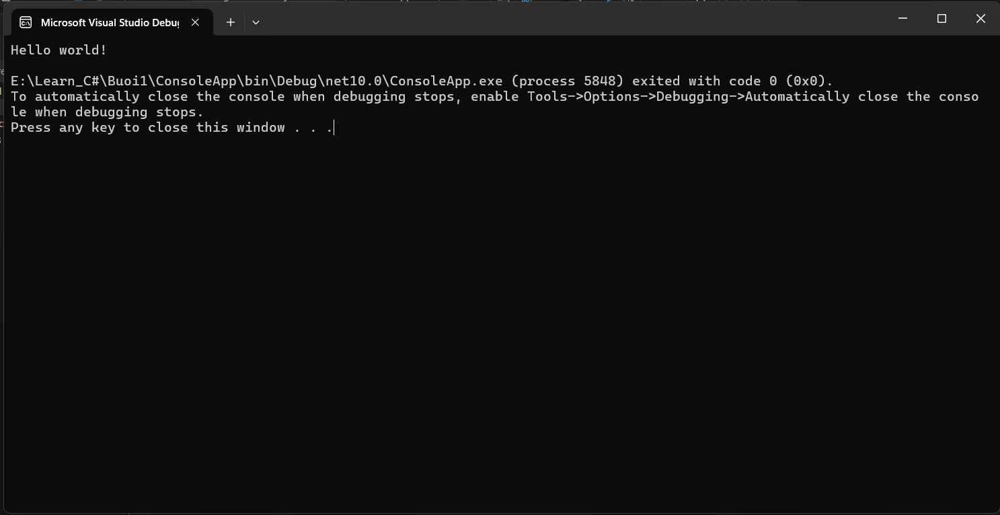 Microsoft Visual Studio Debug
Hello world!
E:\Learn_C#\Buoi1\ConsoleApp\bin\Debug\net10.0\ConsoleApp.exe (process 5848) exited with code 0 (0x0).
To automatically close the console when debugging stops, enable Tools->Options->Debugging->Automatically close the conso
le when debugging stops.
Press any key to close this window . . .